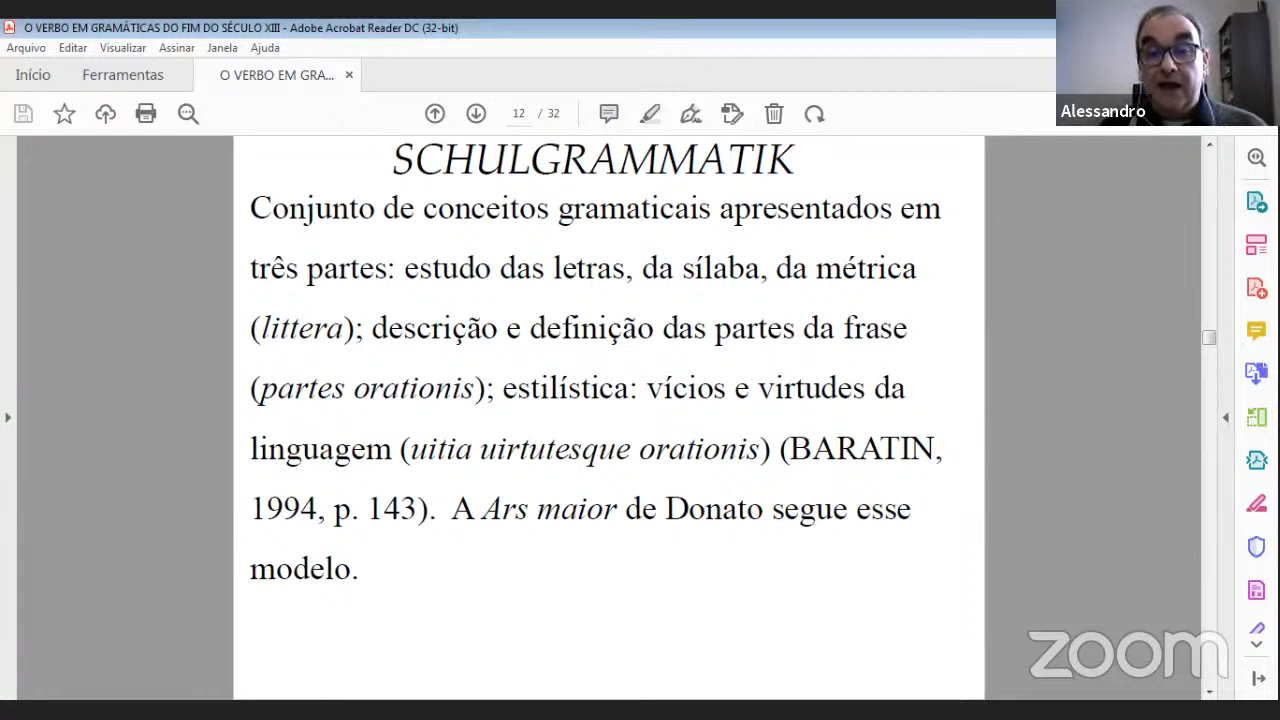 O VERBO EM GRAMÁTICAS DO FIM DO SÉCULO XIII - Adobe Acrobat Reader DC (32-bit)
Arquivo Editar Visualizar Assinar Janela Ajuda
Início Ferramentas O VERBO EM GRA... ×
12 / 32
Alessandro
SCHULGRAMMATIK
Conjunto de conceitos gramaticais apresentados em
três partes: estudo das letras, da sílaba, da métrica
(littera); descrição e definição das partes da frase
(partes orationis); estilística: vícios e virtudes da
linguagem (uitia uirtutesque orationis) (BARATIN,
1994, p. 143). A Ars maior de Donato segue esse
modelo.
zoom